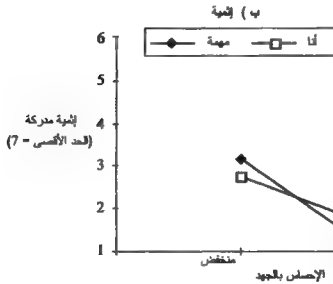 ب ) إثمية
مهمة أنا
6
5
4
3
2
1
إثمية مدركة
(الحد الأقصى = 7)
منخفض
الإحساس بالجهد